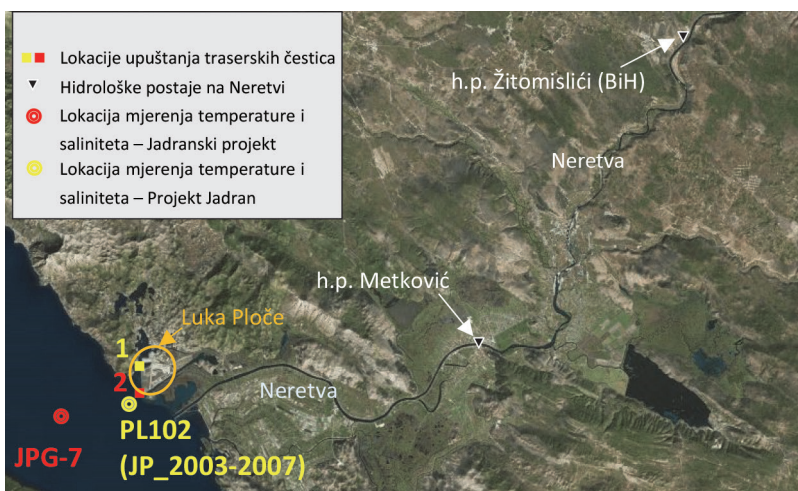 Lokacije upuštanja traserskih čestica
Hidrološke postaje na Neretvi
Lokacija mjerenja temperature i
saliniteta – Jadranski projekt
Lokacija mjerenja temperature i
saliniteta – Projekt Jadran
h.p. Žitomislići (BiH)
Neretva
h.p. Metković
Luka Ploče
1
2
Neretva
PL102
(JP_2003-2007)
JPG-7